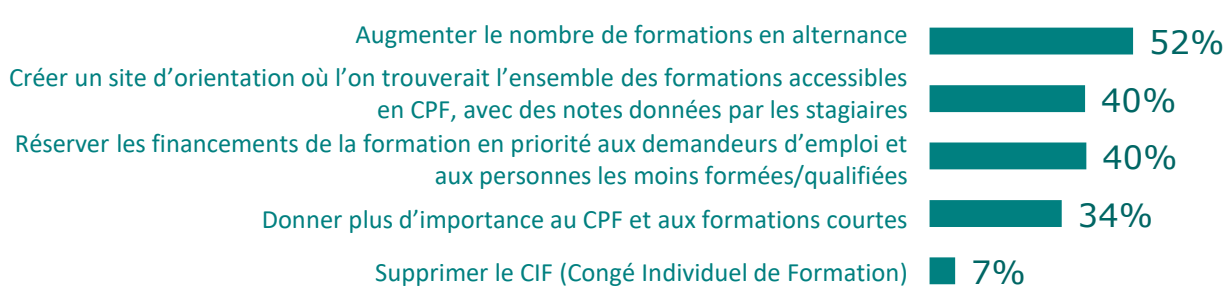 Augmenter le nombre de formations en alternance 52%
Créer un site d’orientation où l’on trouverait l’ensemble des formations accessibles
en CPF, avec des notes données par les stagiaires 40%
Réserver les financements de la formation en priorité aux demandeurs d’emploi et
aux personnes les moins formées/qualifiées 40%
Donner plus d’importance au CPF et aux formations courtes 34%
Supprimer le CIF (Congé Individuel de Formation) 7%